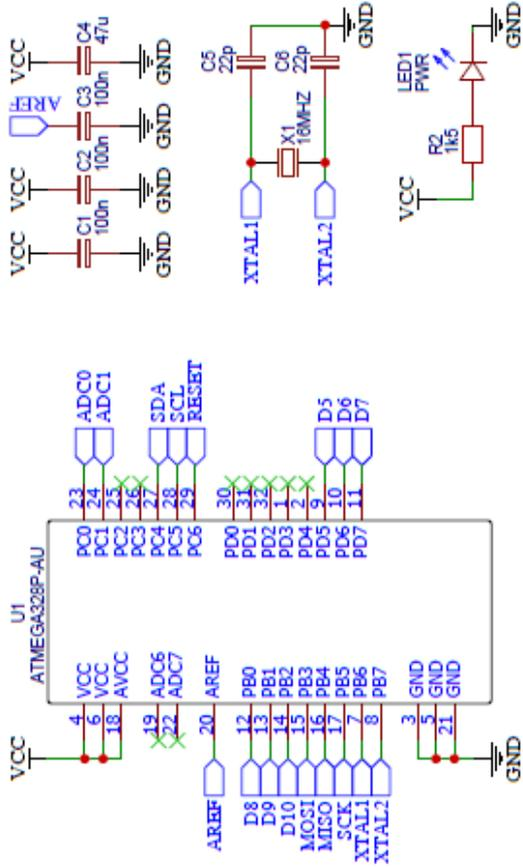 U1
ATMEGA328P-AU
VCC
4 VCC PC0 23 ADC0
6 VCC PC1 24 ADC1
18 AVCC PC2 25
PC3 26
19 ADC6 PC4 27 SDA
22 ADC7 PC5 28 SCL
PC6 29 RESET
AREF 20 AREF
PD0 30
D8 12 PB0 PD1 31
D9 13 PB1 PD2 32
D10 14 PB2 PD3 1
MOSI 15 PB3 PD4 2
MISO 16 PB4 PD5 9 D5
SCK 17 PB5 PD6 10 D6
XTAL1 7 PB6 PD7 11 D7
XTAL2 8 PB7
3 GND
5 GND
21 GND
GND
VCC VCC AREF VCC
C1
100n
C2
100n
C3
100n
C4
47u
GND GND GND GND
C5
22p
C6
22p
GND
X1
16MHZ
XTAL1
XTAL2
VCC
R2
1k5
LED1
PWR
GND